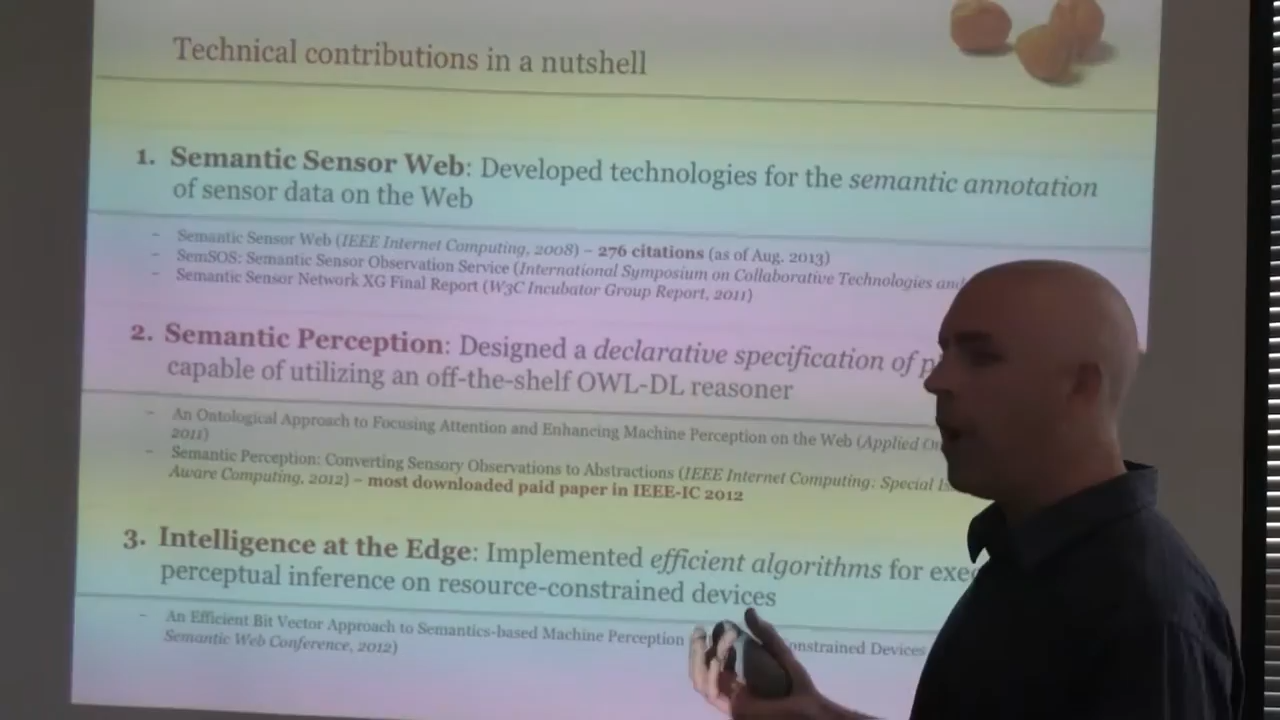 Technical contributions in a nutshell
1. Semantic Sensor Web: Developed technologies for the semantic annotation
of sensor data on the Web
- Semantic Sensor Web (IEEE Internet Computing, 2008) – 276 citations (as of Aug. 2013)
- SemSOS: Semantic Sensor Observation Service (International Symposium on Collaborative Technologies and
- Semantic Sensor Network XG Final Report (W3C Incubator Group Report, 2011)
2. Semantic Perception: Designed a declarative specification of
capable of utilizing an off-the-shelf OWL-DL reasoner
- An Ontological Approach to Focusing Attention and Enhancing Machine Perception on the Web (Applied
2011)
- Semantic Perception: Converting Sensory Observations to Abstractions (IEEE Internet Computing: Special
Aware Computing, 2012) – most downloaded paid paper in IEEE-IC 2012
3. Intelligence at the Edge: Implemented efficient algorithms for
perceptual inference on resource-constrained devices
- An Efficient Bit Vector Approach to Semantics-based Machine Perception Devices
Semantic Web Conference, 2012)